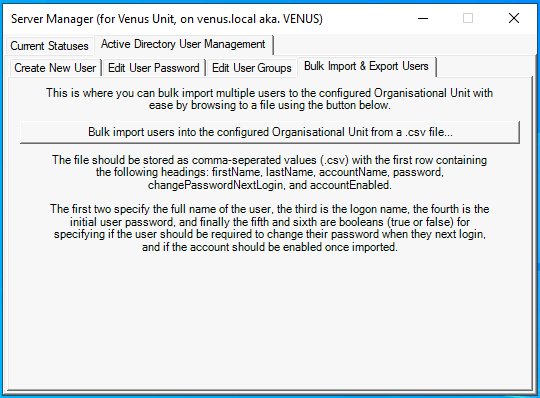 Server Manager (for Venus Unit, on venus.local aka. VENUS)
Current Statuses Active Directory User Management
Create New User Edit User Password Edit User Groups Bulk Import & Export Users
This is where you can bulk import multiple users to the configured Organisational Unit with
ease by browsing to a file using the button below.
Bulk import users into the configured Organisational Unit from a .csv file...
The file should be stored as comma-seperated values (.csv) with the first row containing
the following headings: firstName, lastName, accountName, password,
changePasswordNextLogin, and accountEnabled.
The first two specify the full name of the user, the third is the logon name, the fourth is the
initial user password, and finally the fifth and sixth are booleans (true or false) for
specifying if the user should be required to change their password when they next login,
and if the account should be enabled once imported.